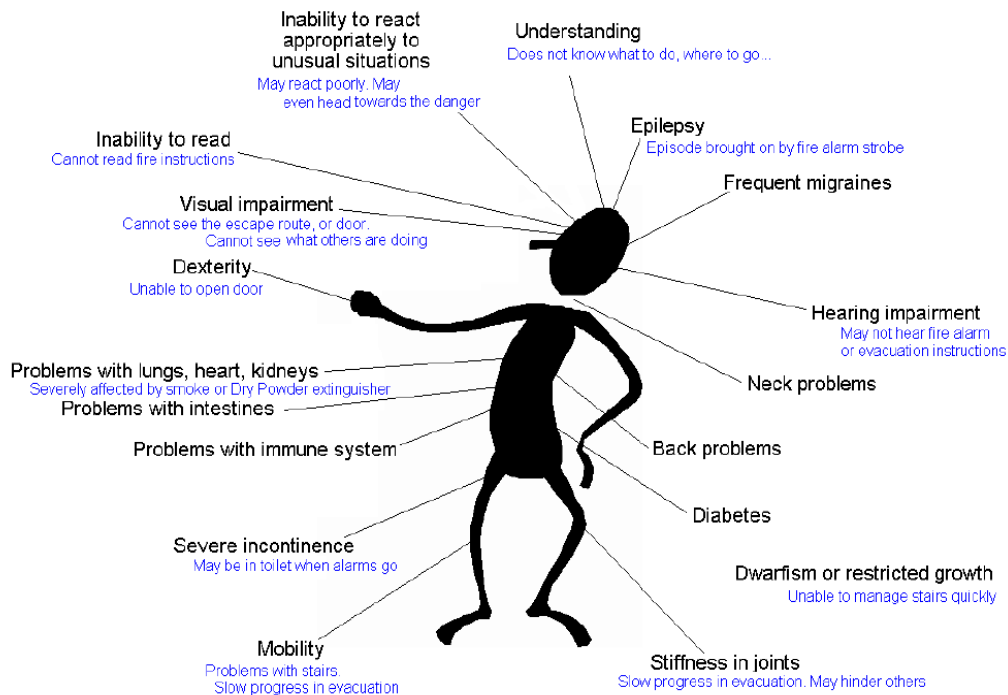 Inability to react
appropriately to
unusual situations
May react poorly. May
even head towards the danger
Understanding
Does not know what to do, where to go...
Epilepsy
Episode brought on by fire alarm strobe
Inability to read
Cannot read fire instructions
Frequent migraines
Visual impairment
Cannot see the escape route, or door.
Cannot see what others are doing
Dexterity
Unable to open door
Hearing impairment
May not hear fire alarm
or evacuation instructions
Problems with lungs, heart, kidneys
Severely affected by smoke or Dry Powder extinguisher
Neck problems
Problems with intestines
Problems with immune system
Back problems
Diabetes
Severe incontinence
May be in toilet when alarms go
Dwarfism or restricted growth
Unable to manage stairs quickly
Mobility
Problems with stairs.
Slow progress in evacuation
Stiffness in joints
Slow progress in evacuation. May hinder others